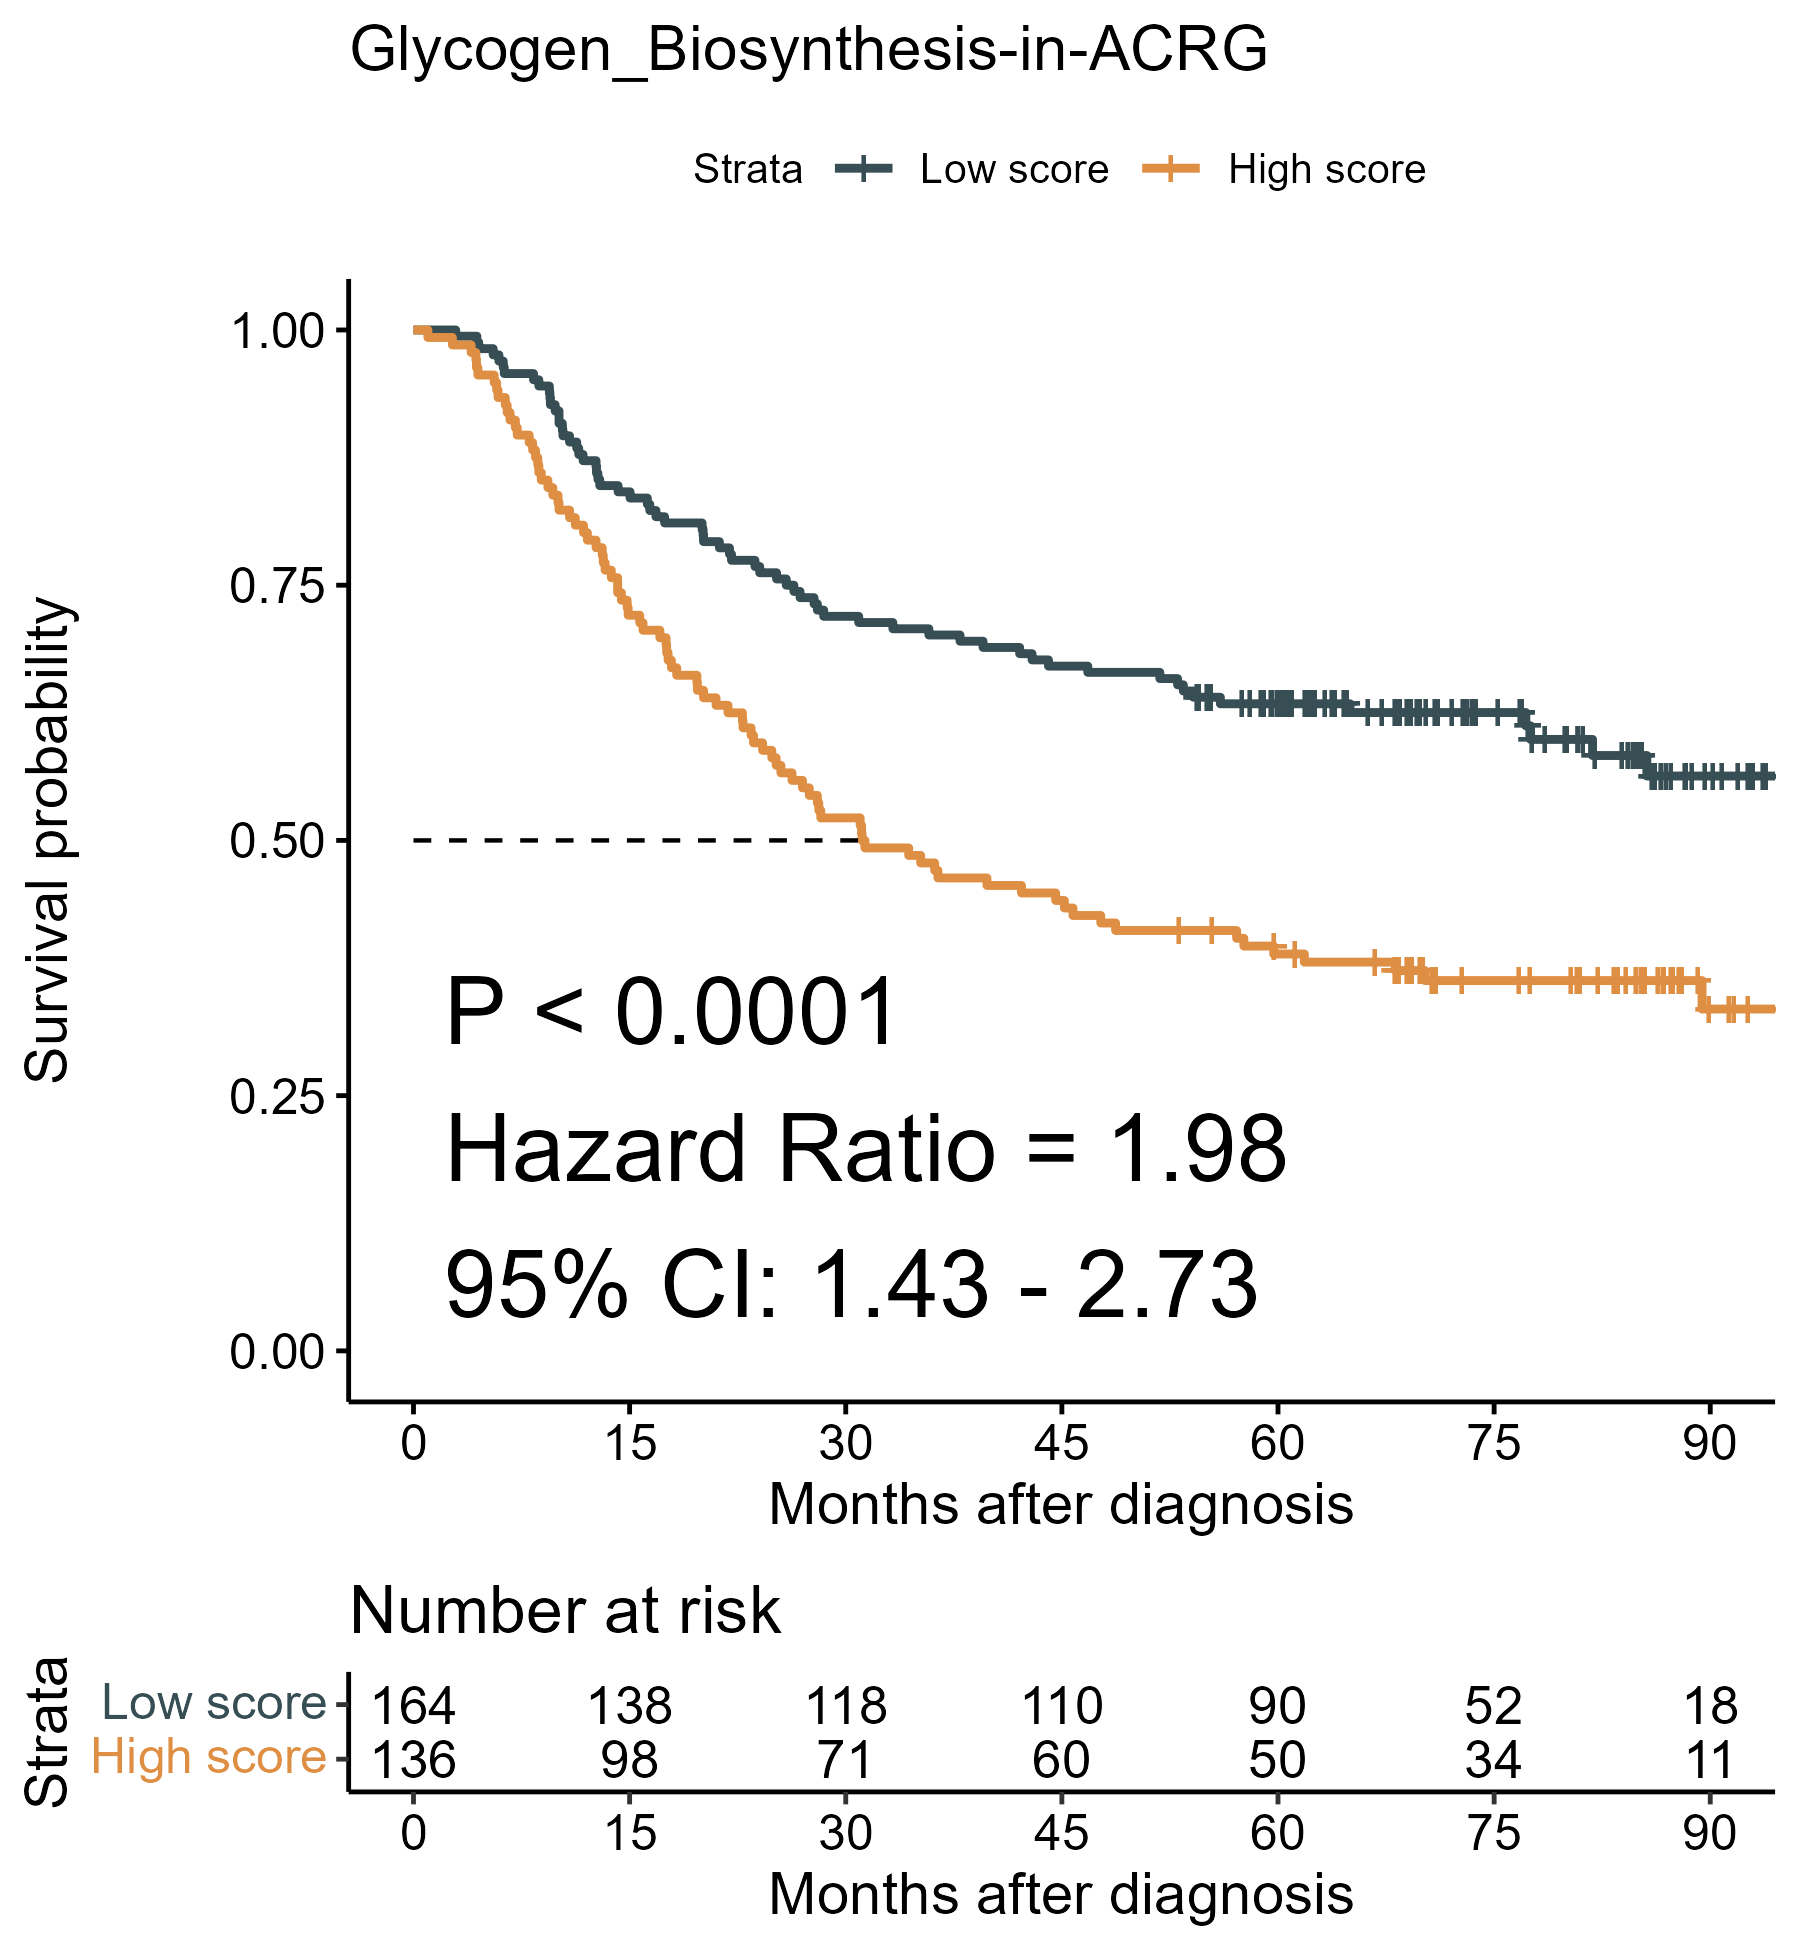 Glycogen_Biosynthesis-in-ACRG
Strata Low score High score
Survival probability
1.00
0.75
0.50
0.25
0.00
P < 0.0001
Hazard Ratio = 1.98
95% CI: 1.43 - 2.73
0 15 30 45 60 75 90
Months after diagnosis
Number at risk
Strata
Low score 164 138 118 110 90 52 18
High score 136 98 71 60 50 34 11
0 15 30 45 60 75 90
Months after diagnosis